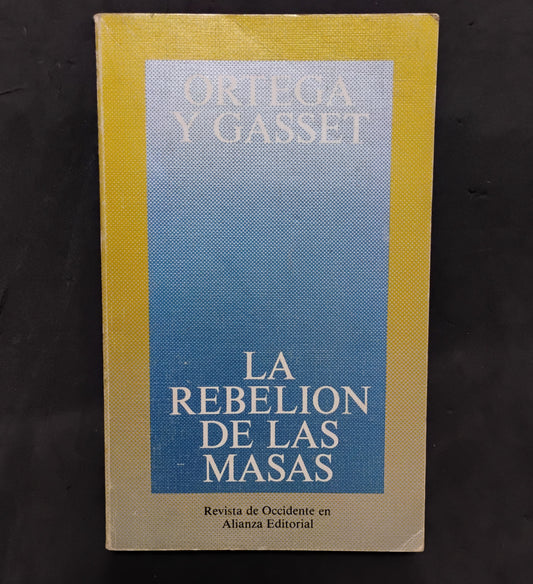 ORTEGA
Y GASSET
LA
REBELION
DE LAS
MASAS
Revista de Occidente en
Alianza Editorial